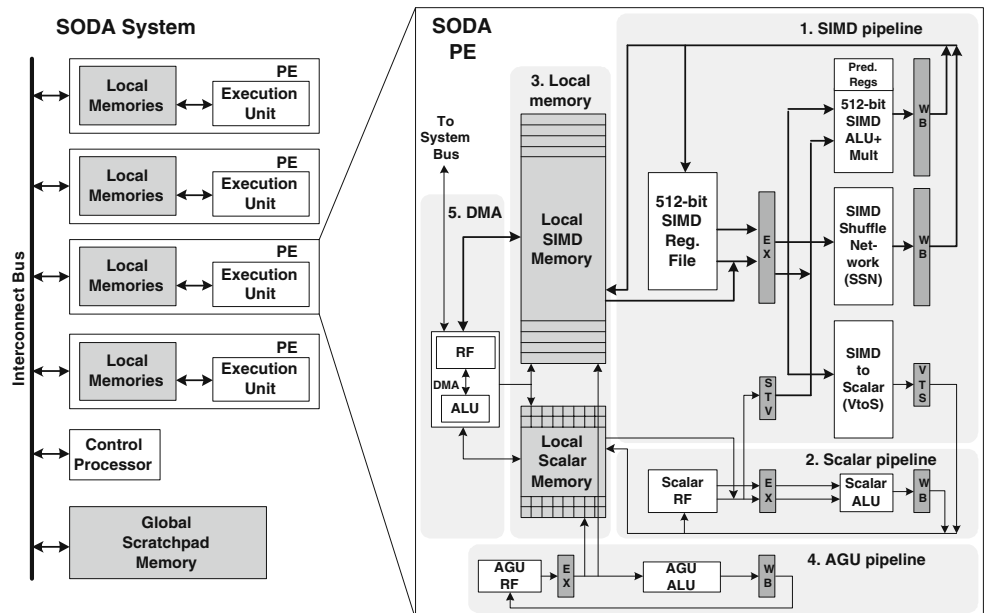 SODA System
Interconnect Bus
PE
Local
Memories
Execution
Unit
PE
Local
Memories
Execution
Unit
PE
Local
Memories
Execution
Unit
PE
Local
Memories
Execution
Unit
Control
Processor
Global
Scratchpad
Memory
SODA
PE
To
System
Bus
3. Local
memory
Local
SIMD
Memory
Local
Scalar
Memory
5. DMA
RF
DMA
ALU
1. SIMD pipeline
512-bit
SIMD
Reg.
File
E
X
Pred.
Regs
512-bit
SIMD
ALU+
Mult
W
B
SIMD
Shuffle
Net-
work
(SSN)
W
B
SIMD
to
Scalar
(VtoS)
V
T
S
S
T
V
2. Scalar pipeline
Scalar
RF
E
X
Scalar
ALU
W
B
4. AGU pipeline
AGU
RF
E
X
AGU
ALU
W
B